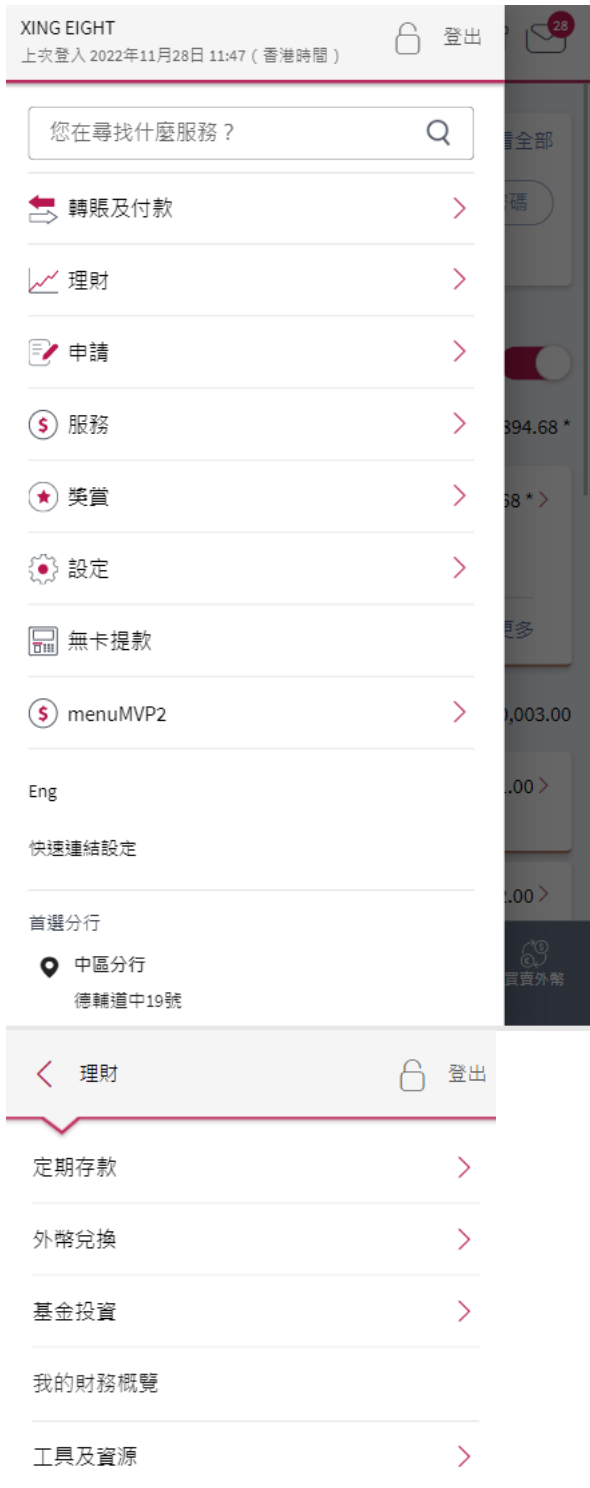 XING EIGHT
上次登入 2022年11月28日 11:47 ( 香港時間 )
登出
28
您在尋找什麼服務？
全部
轉賬及付款
碼
理財
申請
服務
394.68 *
獎賞
68 *
設定
無卡提款
更多
menuMVP2
0,003.00
Eng
.00
快速連結設定
.00
首選分行
中區分行
買賣外幣
德輔道中19號
理財
登出
定期存款
外幣兌換
基金投資
我的財務概覽
工具及資源